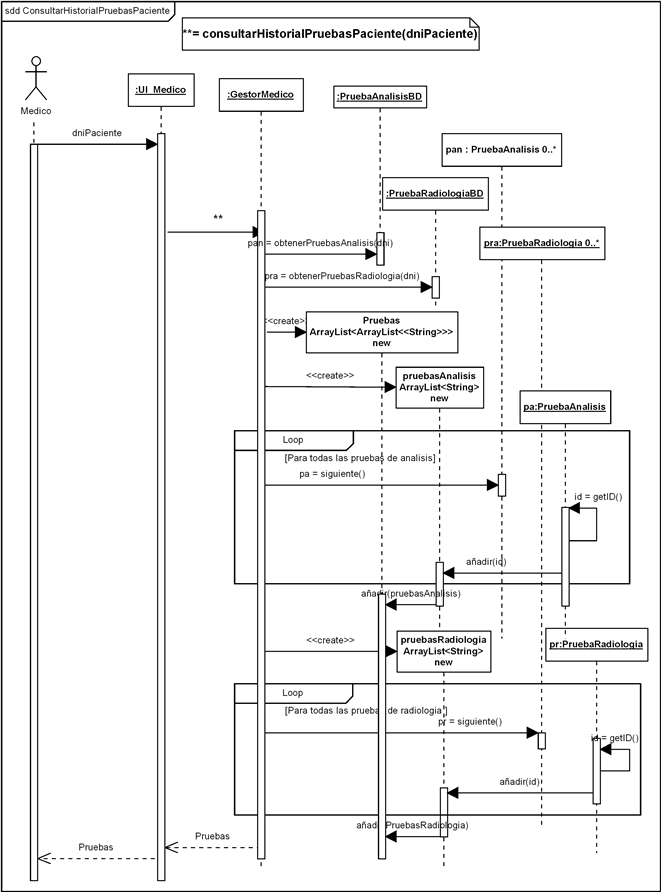 sdd ConsultarHistorialPruebasPaciente
**= consultarHistorialPruebasPaciente(dniPaciente)
Medico
:UI_Medico
:GestorMedico
:PruebaAnalisisBD
dniPaciente
pan : PruebaAnalisis 0..*
:PruebaRadiologiaBD
**
pan = obtenerPruebasAnalisis(dni)
pra:PruebaRadiologia 0..*
pra = obtenerPruebasRadiologia(dni)
<<create>
Pruebas
ArrayList<ArrayList<<String>>>
new
<<create>>
pruebasAnalisis
ArrayList<String>
new
pa:PruebaAnalisis
Loop
[Para todas las pruebas de analisis]
pa = siguiente()
id = getID()
añadir(id)
añadir(pruebasAnalisis)
<<create>>
pruebasRadiologia
ArrayList<String>
new
pr:PruebaRadiologia
Loop
[Para todas las pruebas de radiologia]
pr = siguiente()
id = getID()
añadir(id)
añadir(PruebasRadiologia)
Pruebas
Pruebas